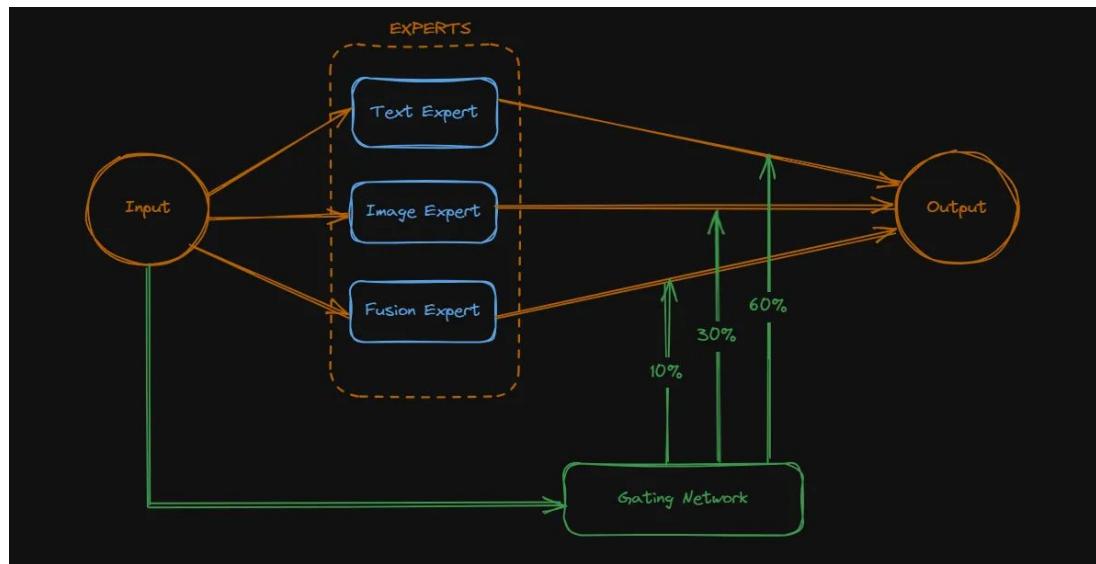 EXPERTS
Text Expert
Input
Image Expert
Output
Fusion Expert
60%
30%
10%
Gating Network